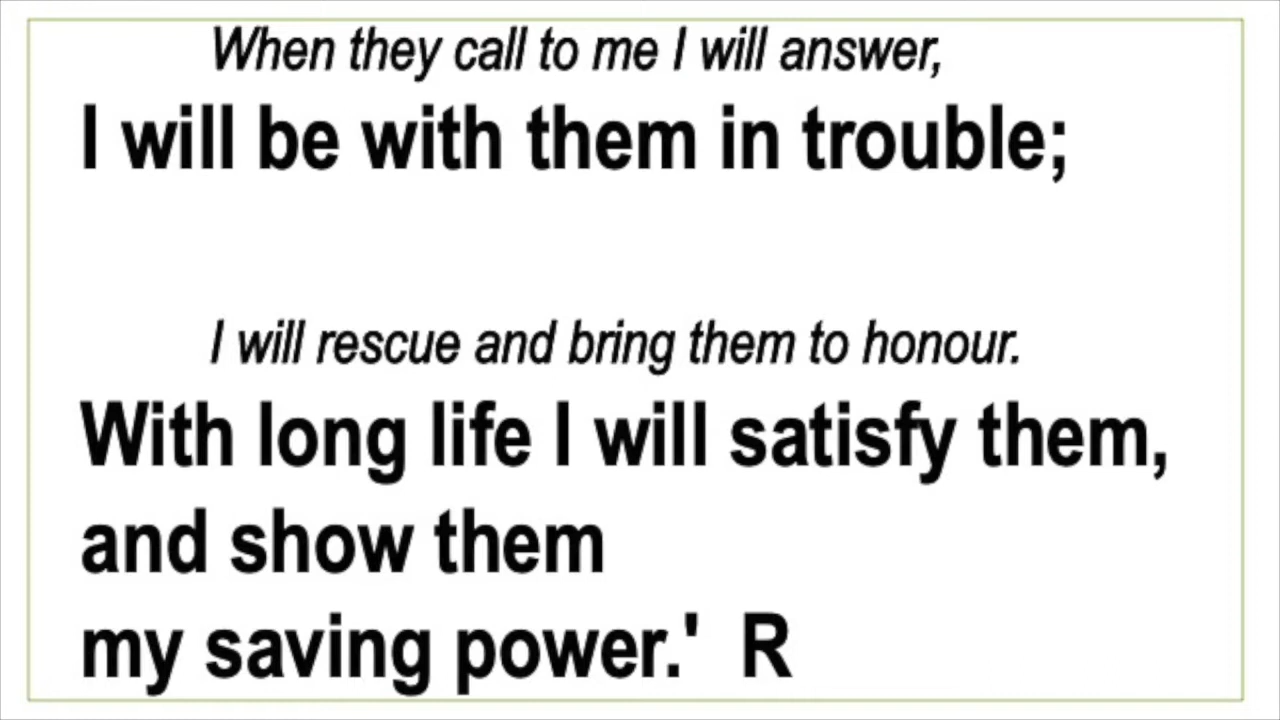 When they call to me I will answer,
I will be with them in trouble;
I will rescue and bring them to honour.
With long life I will satisfy them,
and show them
my saving power.' R